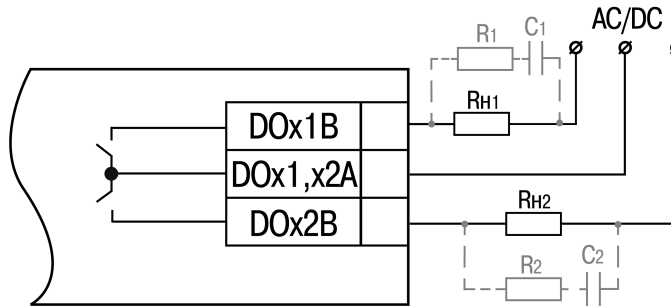 AC/DC
R1 C1
RH1
DOx1B
DOx1,x2A
DOx2B
RH2
R2 C2